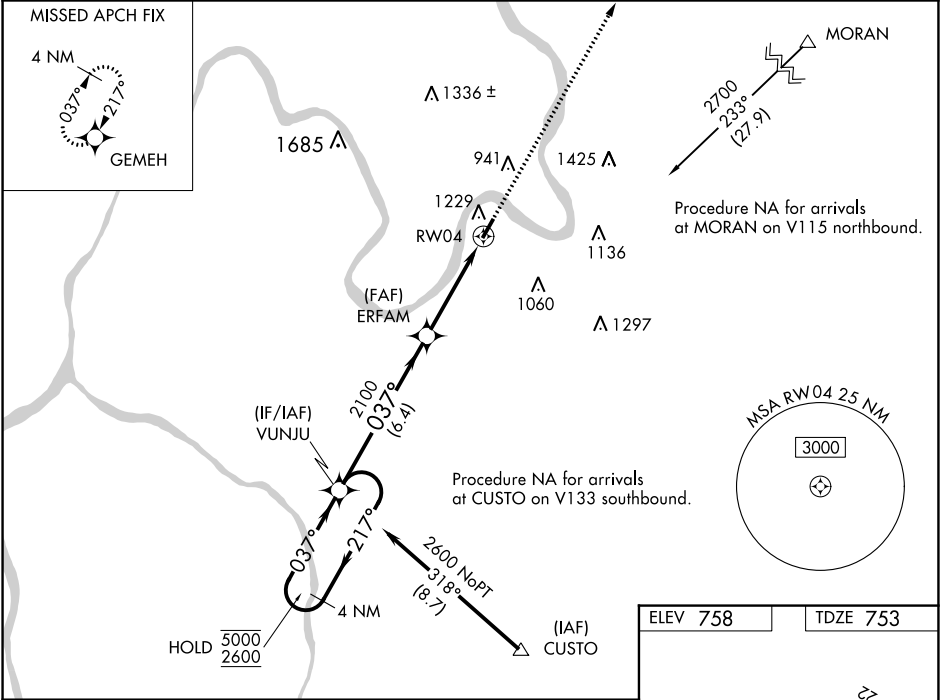 MISSED APCH FIX
4 NM
037°
217°
GEMEH
1336 ±
1685
941
1425
1229
RW04
1136
1060
1297
MORAN
2700
233°
(27.9)
Procedure NA for arrivals
at MORAN on V115 northbound.
(FAF)
ERFAM
2100
037°
(6.4)
(IF/IAF)
VUNJU
MSA RW04 25 NM
3000
Procedure NA for arrivals
at CUSTO on V133 southbound.
037°
217°
4 NM
HOLD 5000
2600
2600 NoPT
318°
(8.7)
(IAF)
CUSTO
ELEV 758
TDZE 753
22